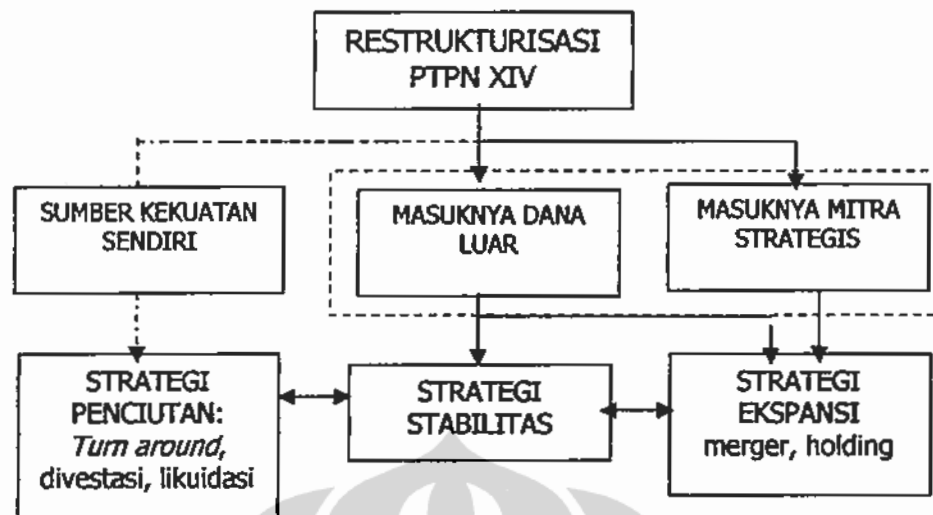 RESTRUKTURISASI
PTPN XIV
SUMBER KEKUATAN
SENDIRI
MASUKNYA DANA
LUAR
MASUKNYA MITRA
STRATEGIS
STRATEGI
PENCIUTAN:
Turn around,
divestasi, likuidasi
STRATEGI
STABILITAS
STRATEGI
EKSPANSI
merger, holding